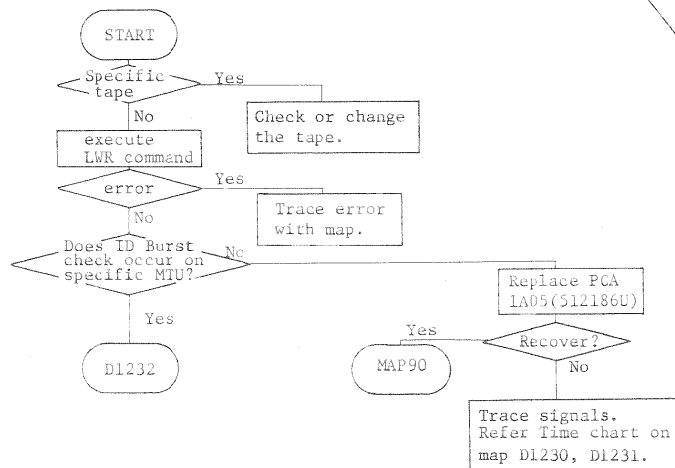 START
Specific
tape
Yes
No
Check or change
the tape.
execute
LWR command
error
Yes
No
Trace error
with map.
Does ID Burst
check occur on
specific MTU?
No
Yes
D1232
Replace PCA
1A05(512186U)
Recover?
Yes
No
MAP90
Trace signals.
Refer Time chart on
map D1230, D1231.